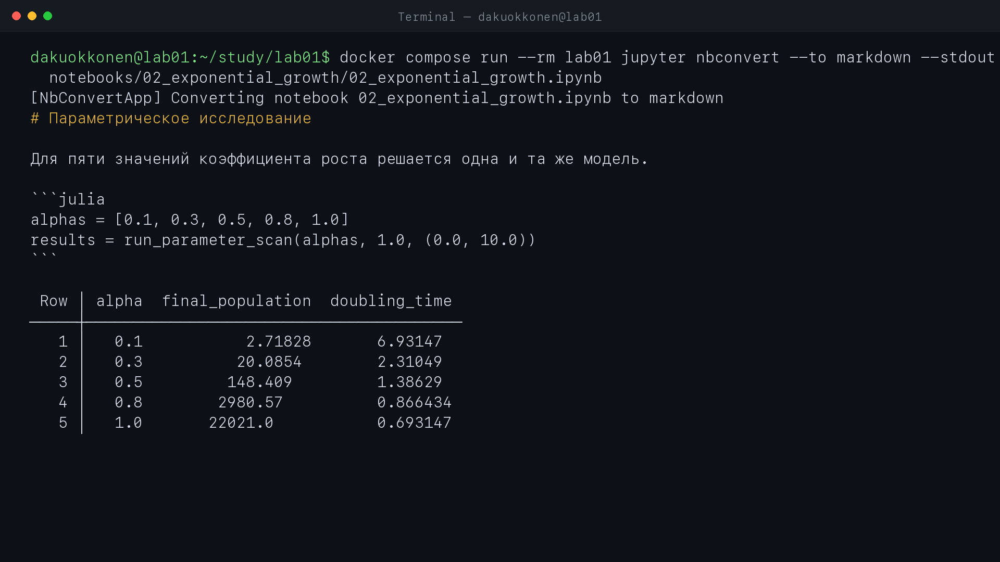 Terminal — dakuokkonen@lab01
dakuokkonen@lab01:~/study/lab01$ docker compose run --rm lab01 jupyter nbconvert --to markdown --stdout
notebooks/02_exponential_growth/02_exponential_growth.ipynb
[NbConvertApp] Converting notebook 02_exponential_growth.ipynb to markdown
# Параметрическое исследование
Для пяти значений коэффициента роста решается одна и та же модель.
```julia
alphas = [0.1, 0.3, 0.5, 0.8, 1.0]
results = run_parameter_scan(alphas, 1.0, (0.0, 10.0))
```
Row │ alpha final_population doubling_time
1 │ 0.1 2.71828 6.93147
2 │ 0.3 20.0854 2.31049
3 │ 0.5 148.409 1.38629
4 │ 0.8 2980.57 0.866434
5 │ 1.0 22021.0 0.693147